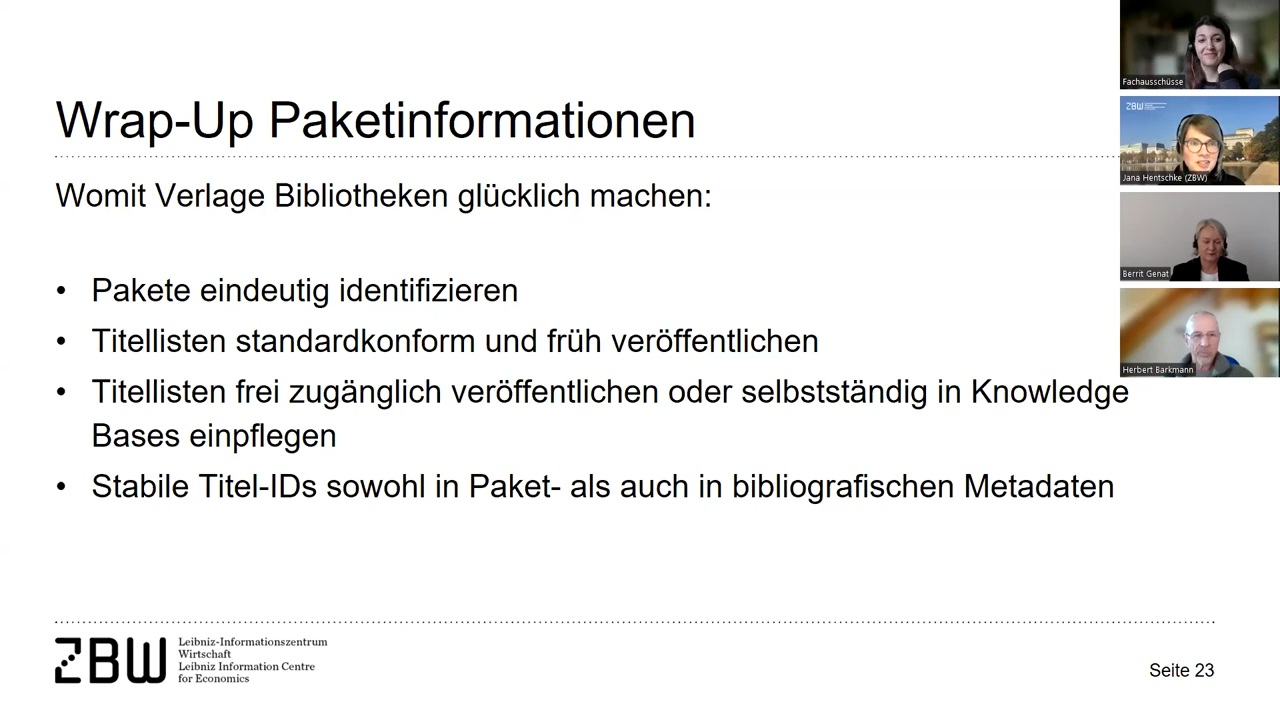 Wrap-Up Paketinformationen
Womit Verlage Bibliotheken glücklich machen:
• Pakete eindeutig identifizieren
• Titellisten standardkonform und früh veröffentlichen
• Titellisten frei zugänglich veröffentlichen oder selbstständig in Knowledge
Bases einpflegen
• Stabile Titel-IDs sowohl in Paket- als auch in bibliografischen Metadaten
ZBW
Leibniz-Informationszentrum
Wirtschaft
Leibniz Information Centre
for Economics
Seite 23
Fachausschüsse
ZBW
Jana Hentschke (ZBW)
Berrit Genat
Herbert Barkmann